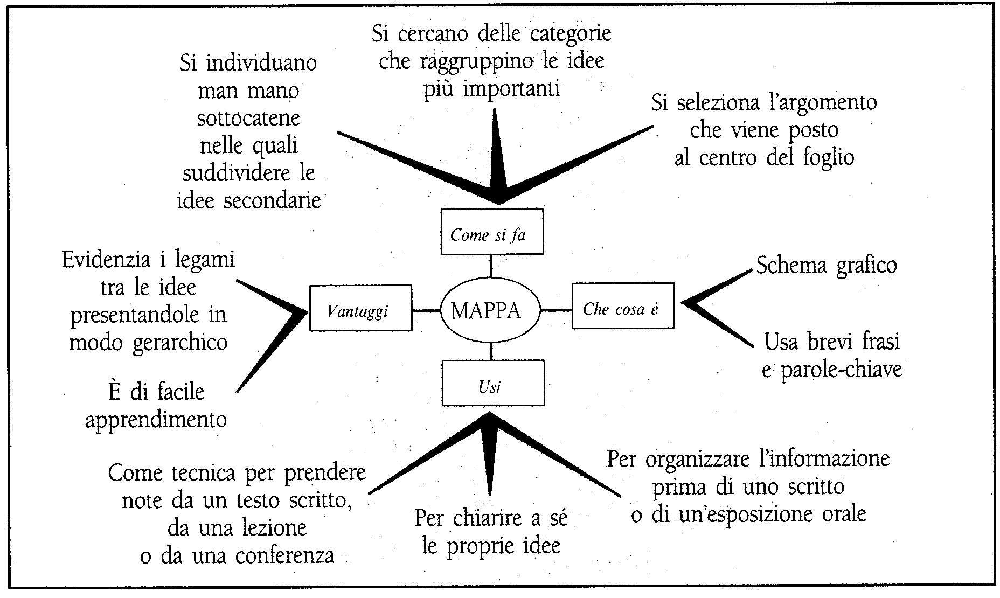 Si cercano delle categorie
che raggruppino le idee
più importanti
Si individuano
man mano
sottocatene
nelle quali
suddividere le
idee secondarie
Si seleziona l'argomento
che viene posto
al centro del foglio
Come si fa
Evidenzia i legami
tra le idee
presentandole in
modo gerarchico
È di facile
apprendimento
Vantaggi
MAPPA
Che cosa è
Schema grafico
Usa brevi frasi
e parole-chiave
Usi
Come tecnica per prendere
note da un testo scritto,
da una lezione
o da una conferenza
Per chiarire a sé
le proprie idee
Per organizzare l'informazione
prima di uno scritto
o di un'esposizione orale